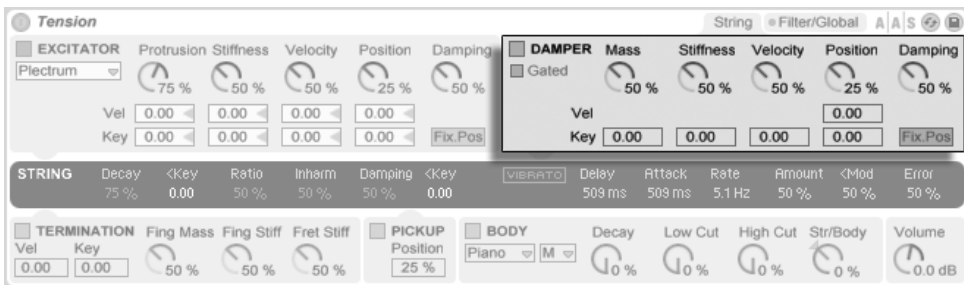 Tension String Filter/Global A A S
EXCITATOR Protrusion Stiffness Velocity Position Damping
Plectrum 75 % 50 % 50 % 25 % 50 %
Vel 0.00 0.00 0.00 0.00
Key 0.00 0.00 0.00 0.00 Fix.Pos
DAMPER Mass Stiffness Velocity Position Damping
Gated 50 % 50 % 50 % 25 % 50 %
Vel 0.00
Key 0.00 0.00 0.00 0.00 Fix.Pos
STRING Decay <Key Ratio Inharm Damping <Key VIBRATO Delay Attack Rate Amount <Mod Error
75 % 0.00 50 % 50 % 50 % 0.00 509 ms 509 ms 5.1 Hz 50 % 50 % 50 %
TERMINATION Fing Mass Fing Stiff Fret Stiff
Vel Key
0.00 0.00 50 % 50 % 50 %
PICKUP
Position
25 %
BODY Decay Low Cut High Cut Str/Body
Piano M 0 % 0 % 0 % 0 %
Volume
0.0 dB